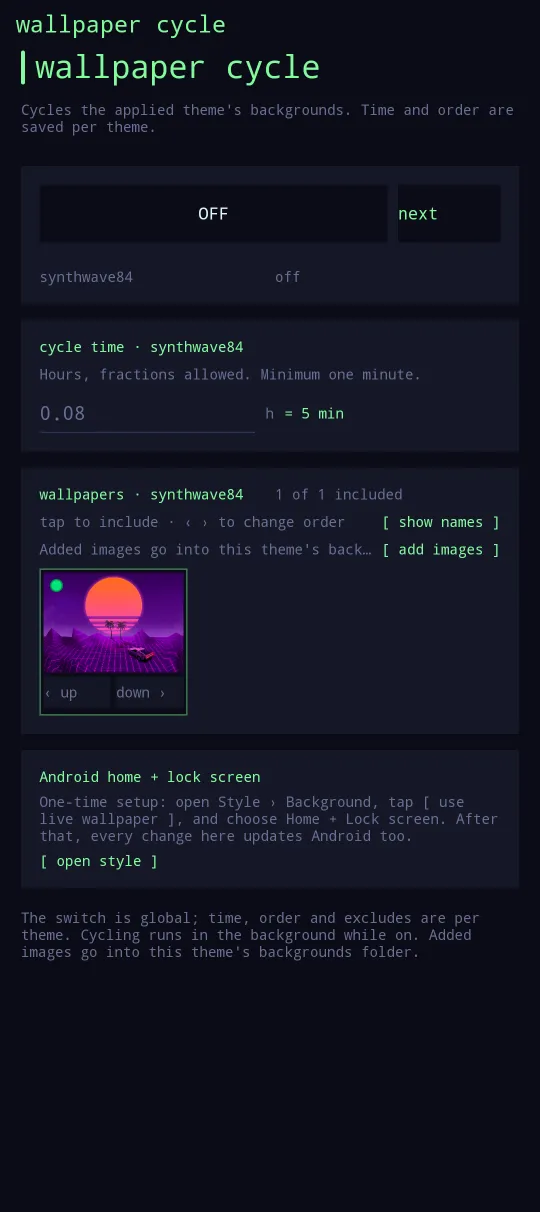 wallpaper cycle
wallpaper cycle
Cycles the applied theme's backgrounds. Time and order are
saved per theme.
OFF
next
synthwave84 off
cycle time · synthwave84
Hours, fractions allowed. Minimum one minute.
0.08 h = 5 min
wallpapers · synthwave84 1 of 1 included
tap to include · ‹ › to change order [ show names ]
Added images go into this theme's back… [ add images ]
‹ up down ›
Android home + lock screen
One-time setup: open Style › Background, tap [ use
live wallpaper ], and choose Home + Lock screen. After
that, every change here updates Android too.
[ open style ]
The switch is global; time, order and excludes are per
theme. Cycling runs in the background while on. Added
images go into this theme's backgrounds folder.